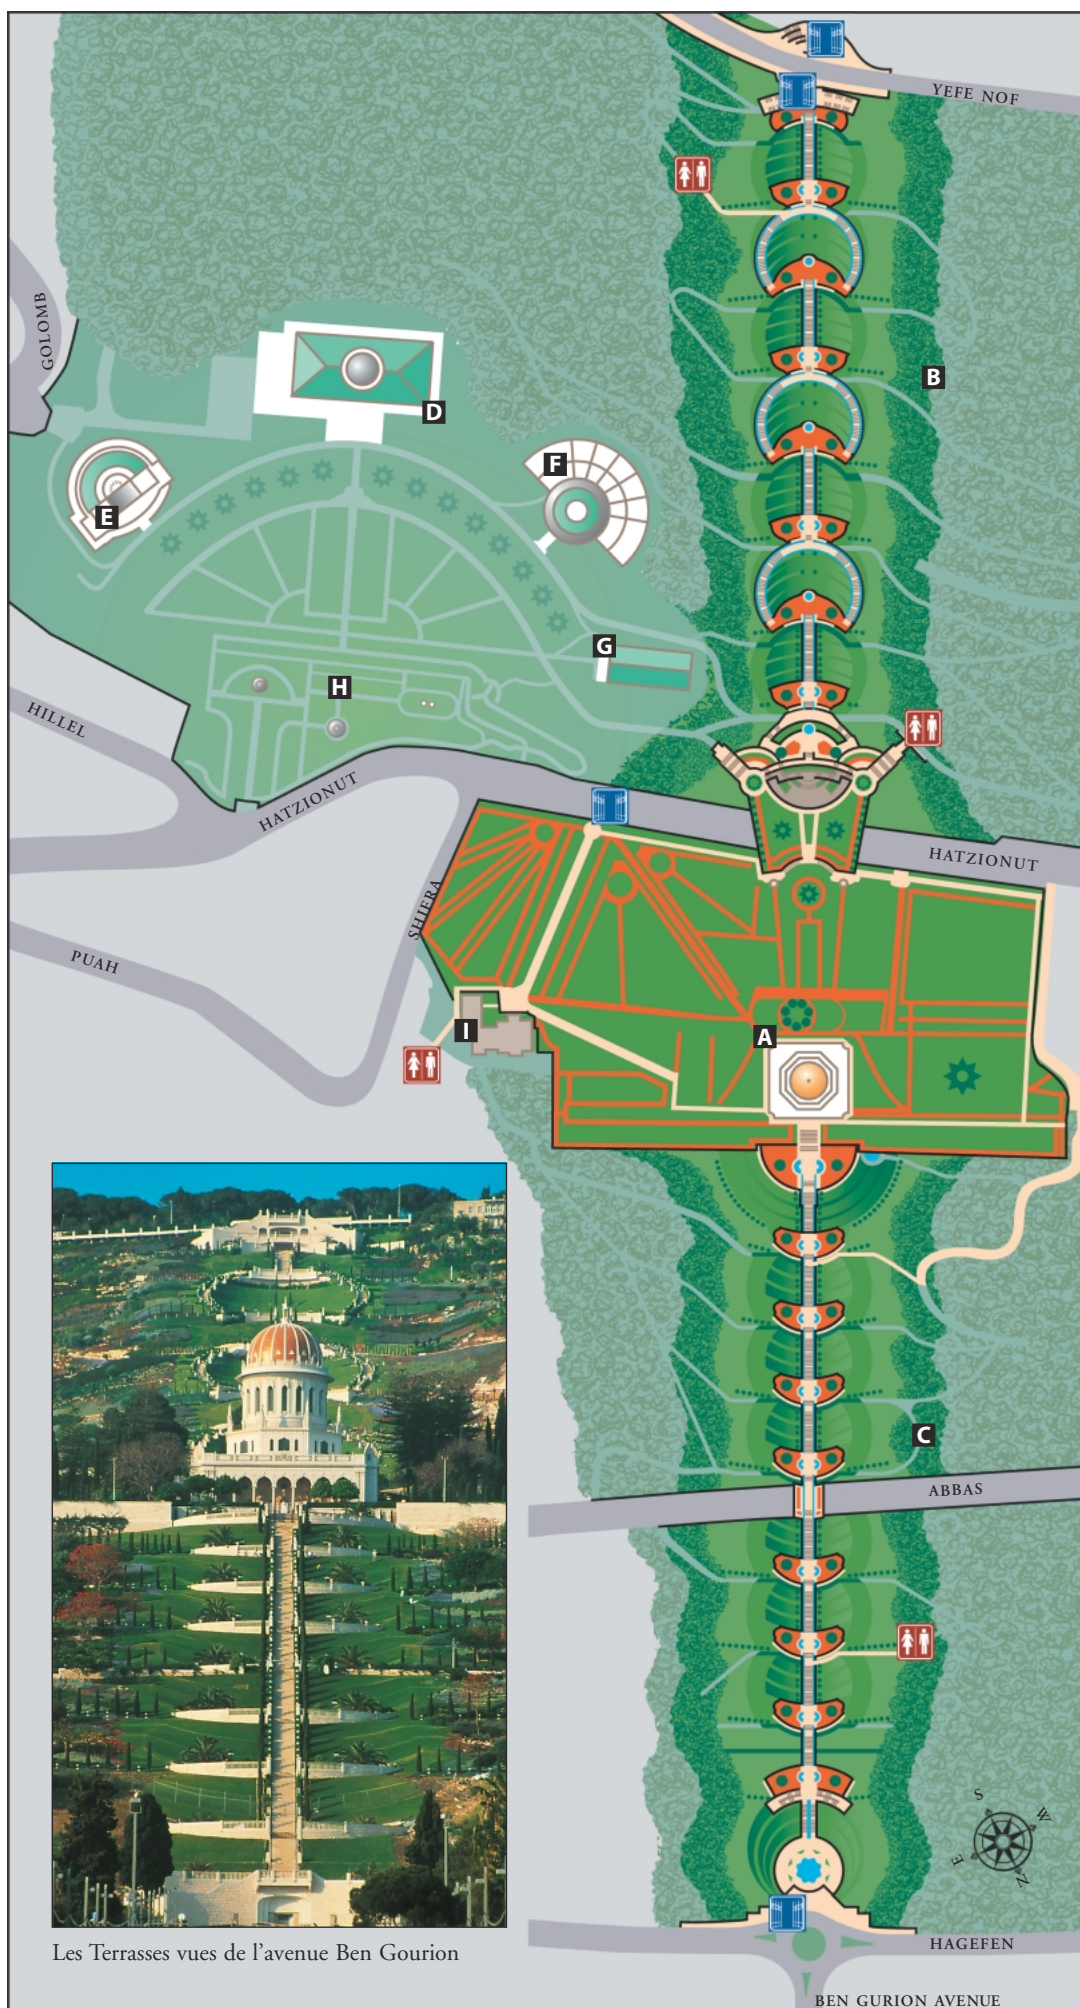 YEFE NOF
GOLOMB
B
D
F
E
G
H
HILLEL
HATZIONUT
HATZIONUT
SHIFRA
PUAH
I
A
C
ABBAS
S
W
E
N
HAGEFEN
BEN GURION AVENUE
Les Terrasses vues de l'avenue Ben Gourion